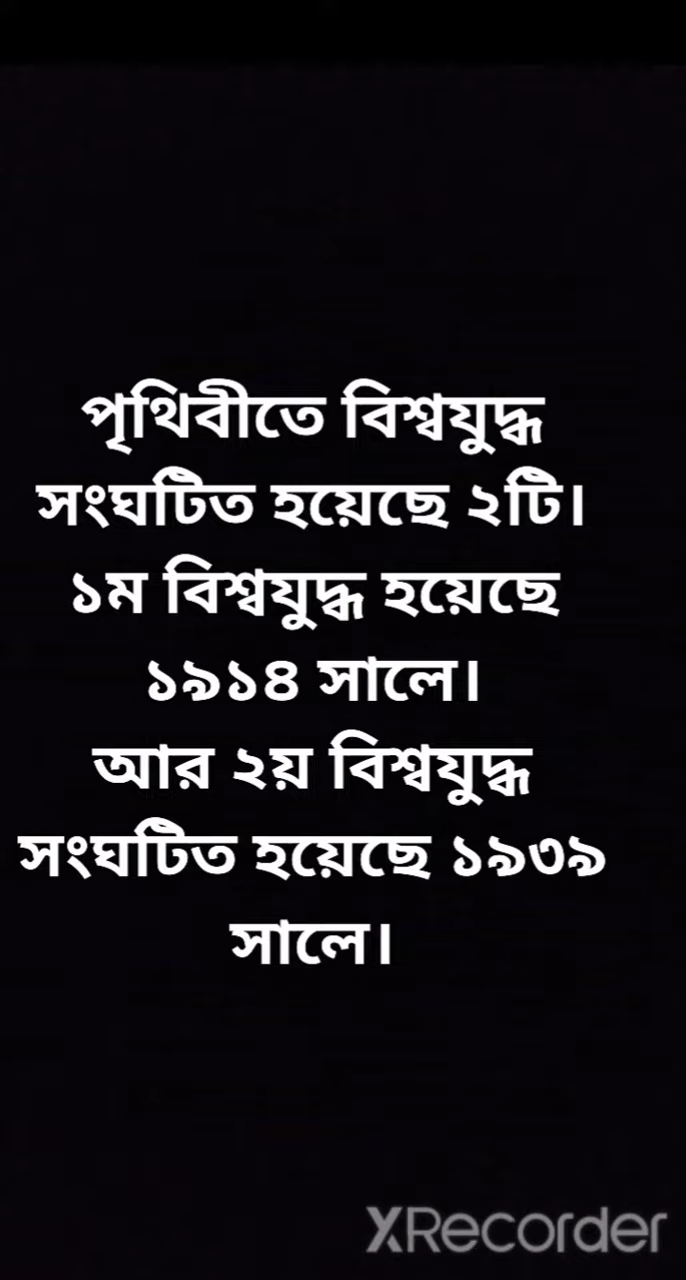 পৃথিবীতে বিশ্বযুদ্ধ
সংঘটিত হয়েছে ২টি।
১ম বিশ্বযুদ্ধ হয়েছে
১৯১৪ সালে।
আর ২য় বিশ্বযুদ্ধ
সংঘটিত হয়েছে ১৯৩৯
সালে।
XRecorder